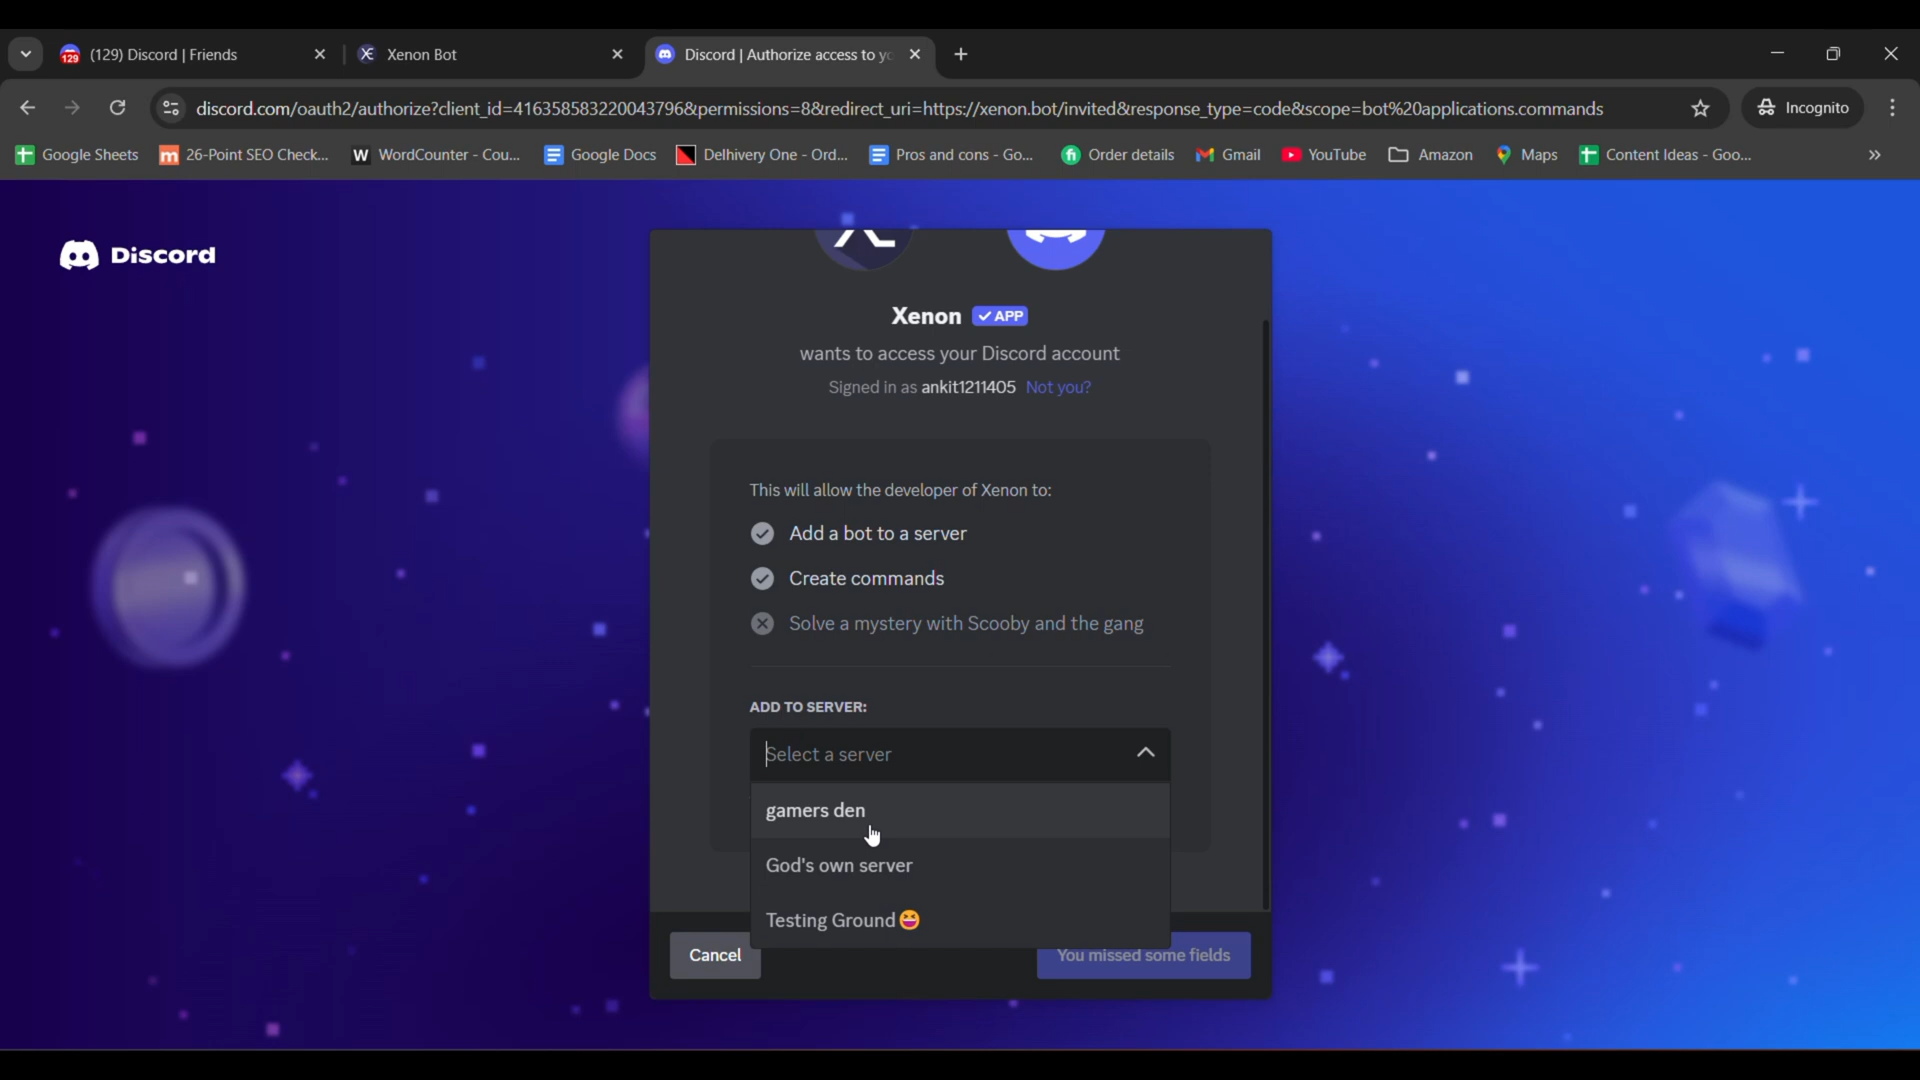 (129) Discord | Friends
Xenon Bot
Discord | Authorize access to yo
129
discord.com/oauth2/authorize?client_id=416358583220043796&permissions=8&redirect_uri=https://xenon.bot/invited&response_type=code&scope=bot%20applications.commands
Incognito
Google Sheets
26-Point SEO Check...
WordCounter - Cou...
Google Docs
Delhivery One - Ord...
Pros and cons - Go...
Order details
Gmail
YouTube
Amazon
Maps
Content Ideas - Goo...
Discord
Xenon APP
wants to access your Discord account
Signed in as ankit1211405 Not you?
This will allow the developer of Xenon to:
Add a bot to a server
Create commands
Solve a mystery with Scooby and the gang
ADD TO SERVER:
Select a server
gamers den
God's own server
Testing Ground😆
Cancel
You missed some fields